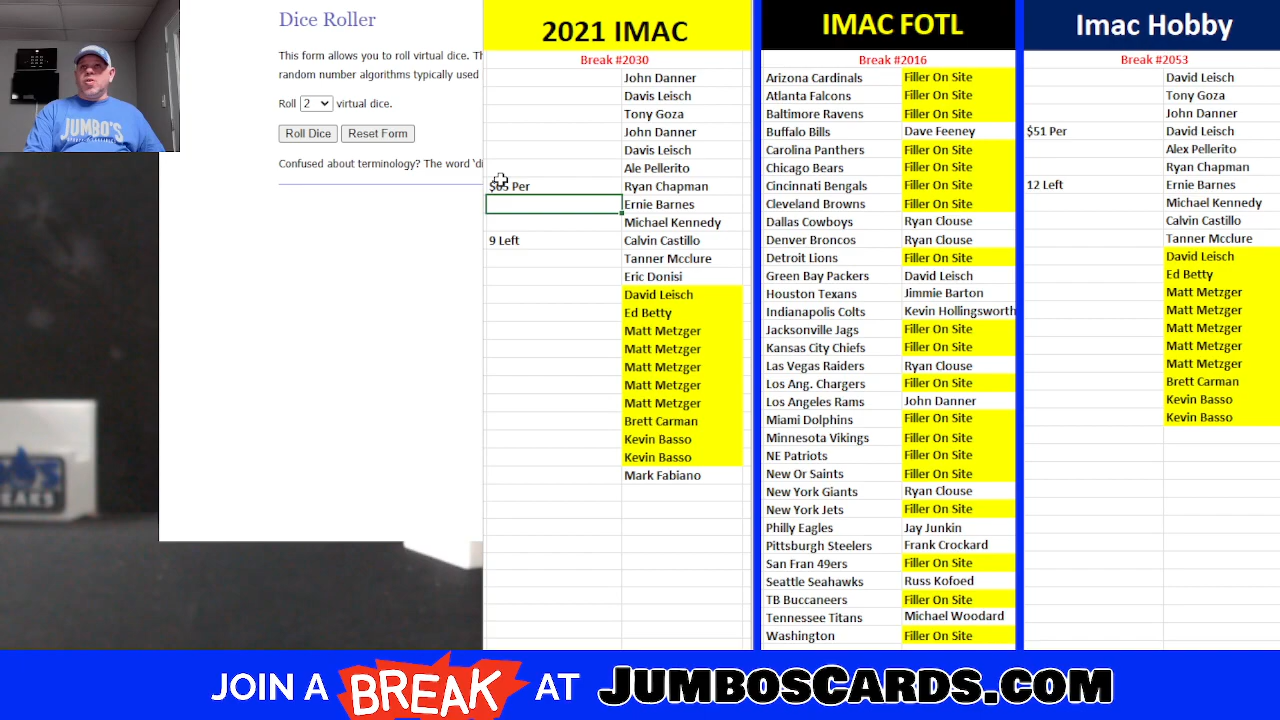 JUMBO'S
Dice Roller
This form allows you to roll virtual dice. Th
random number algorithms typically used
Roll 2 virtual dice.
Roll Dice Reset Form
Confused about terminology? The word 'di
2021 IMAC
Break #2030
John Danner
Davis Leisch
Tony Goza
John Danner
Davis Leisch
Ale Pellerito
Per Ryan Chapman
Ernie Barnes
Michael Kennedy
9 Left Calvin Castillo
Tanner Mcclure
Eric Donisi
David Leisch
Ed Betty
Matt Metzger
Matt Metzger
Matt Metzger
Matt Metzger
Matt Metzger
Brett Carman
Kevin Basso
Kevin Basso
Mark Fabiano
IMAC FOTL
Break #2016
Arizona Cardinals Filler On Site
Atlanta Falcons Filler On Site
Baltimore Ravens Filler On Site
Buffalo Bills Dave Feeney
Carolina Panthers Filler On Site
Chicago Bears Filler On Site
Cincinnati Bengals Filler On Site
Cleveland Browns Filler On Site
Dallas Cowboys Ryan Clouse
Denver Broncos Ryan Clouse
Detroit Lions Filler On Site
Green Bay Packers David Leisch
Houston Texans Jimmie Barton
Indianapolis Colts Kevin Hollingsworth
Jacksonville Jags Filler On Site
Kansas City Chiefs Filler On Site
Las Vegas Raiders Ryan Clouse
Los Ang. Chargers Filler On Site
Los Angeles Rams John Danner
Miami Dolphins Filler On Site
Minnesota Vikings Filler On Site
NE Patriots Filler On Site
New Or Saints Filler On Site
New York Giants Ryan Clouse
New York Jets Filler On Site
Philly Eagles Jay Junkin
Pittsburgh Steelers Frank Crockard
San Fran 49ers Filler On Site
Seattle Seahawks Russ Kofoed
TB Buccaneers Filler On Site
Tennessee Titans Michael Woodard
Washington Filler On Site
Imac Hobby
Break #2053
David Leisch
Tony Goza
John Danner
$51 Per David Leisch
Alex Pellerito
Ryan Chapman
12 Left Ernie Barnes
Michael Kennedy
Calvin Castillo
Tanner Mcclure
David Leisch
Ed Betty
Matt Metzger
Matt Metzger
Matt Metzger
Matt Metzger
Matt Metzger
Brett Carman
Kevin Basso
Kevin Basso
JOIN A BREAK AT JUMBOSCARDS.COM